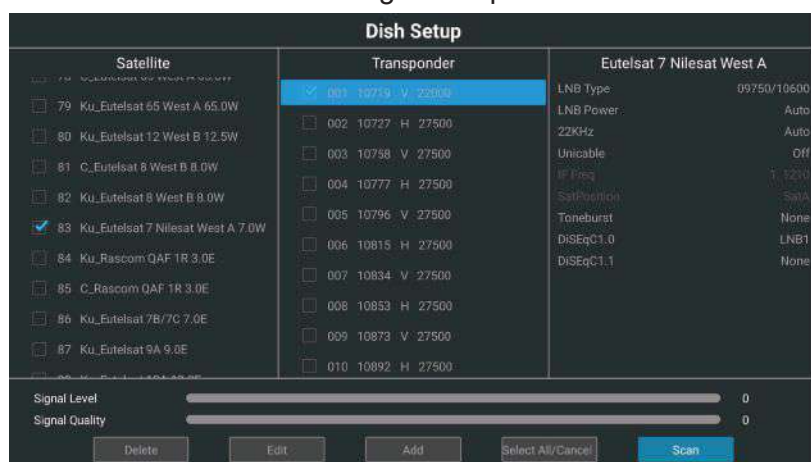 Dish Setup
Satellite
79 Ku_Eutelsat 65 West A 65.0W
80 Ku_Eutelsat 12 West B 12.5W
81 C_Eutelsat 8 West B 8.0W
82 Ku_Eutelsat 8 West B 8.0W
83 Ku_Eutelsat 7 Nilesat West A 7.0W
84 Ku_Rascom QAF 1R 3.0E
85 C_Rascom QAF 1R 3.0E
86 Ku_Eutelsat 7B/7C 7.0E
87 Ku_Eutelsat 9A 9.0E
Transponder
001 10719 V 22000
002 10727 H 27500
003 10758 V 27500
004 10777 H 27500
005 10796 V 27500
006 10815 H 27500
007 10834 V 27500
008 10853 H 27500
009 10873 V 27500
010 10892 H 27500
Eutelsat 7 Nilesat West A
LNB Type 09750/10600
LNB Power Auto
22KHz Auto
Unicable Off
IF Freq 1, 1210
SatPosition SatA
Toneburst None
DiSEqC1.0 LNB1
DiSEqC1.1 None
Signal Level 0
Signal Quality 0
Delete Edit Add Select All/Cancel Scan